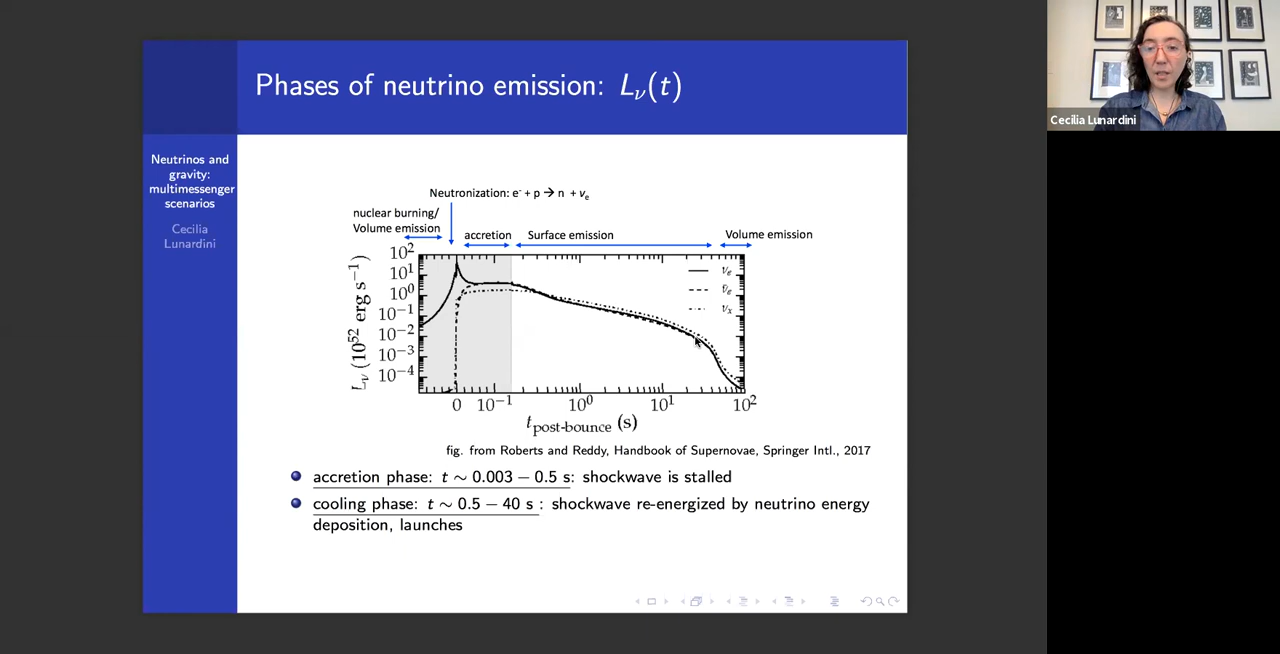 Phases of neutrino emission: Lν(t)
Neutrinos and
gravity:
multimessenger
scenarios
Cecilia
Lunardini
Neutronization: e⁻ + p → n + νe
nuclear burning/
Volume emission
accretion
Surface emission
Volume emission
Lν (10⁵² erg s⁻¹)
10²
10¹
10⁰
10⁻¹
10⁻²
10⁻³
10⁻⁴
νe
ν̄e
νx
0 10⁻¹ 10⁰ 10¹ 10²
tpost-bounce (s)
fig. from Roberts and Reddy, Handbook of Supernovae, Springer Intl., 2017
accretion phase: t ∼ 0.003 − 0.5 s: shockwave is stalled
cooling phase: t ∼ 0.5 − 40 s : shockwave re-energized by neutrino energy
deposition, launches
Cecilia Lunardini